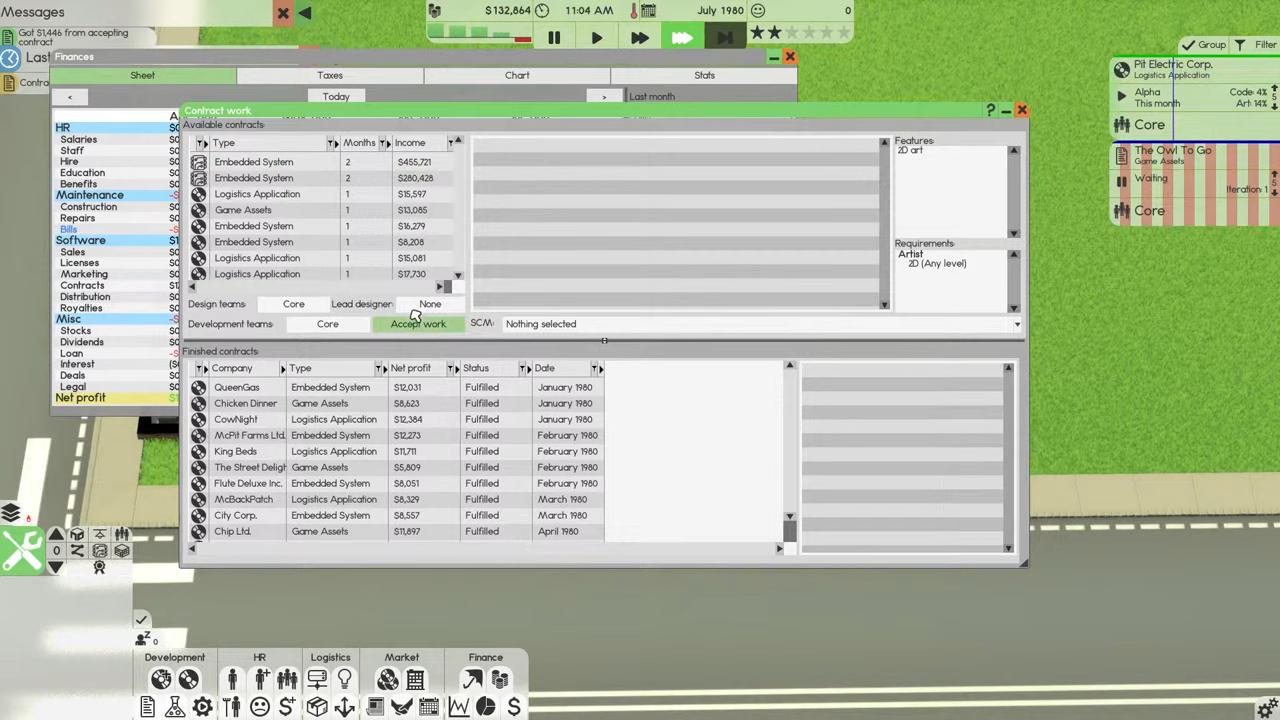 Messages
Got $1,446 from accepting
contract
Last
Contra
$132,864
11:04 AM
July 1980
0
Group
Filter
Pit Electric Corp.
Logistics Application
Alpha
This month
Code: 4%
Art: 14%
5
Core
The Owl To Go
Game Assets
Waiting
Iteration: 1
5
Core
Finances
Sheet
Taxes
Chart
Stats
<
Today
>
Last month
HR
Salaries
Staff
Hire
Education
Benefits
Maintenance
Construction
Repairs
Bills
Software
Sales
Licenses
Marketing
Contracts
Distribution
Royalties
Misc
Stocks
Dividends
Loan
Interest
Deals
Legal
Net profit
Contract work
?
Available contracts:
Type Months Income
Embedded System 2 $455,721
Embedded System 2 $280,428
Logistics Application 1 $15,597
Game Assets 1 $13,085
Embedded System 1 $16,279
Embedded System 1 $8,208
Logistics Application 1 $15,081
Logistics Application 1 $17,730
Features:
2D art
Requirements:
Artist
2D (Any level)
Design teams: Core Lead designer: None
Development teams: Core Accept work SCM: Nothing selected
Finished contracts:
Company Type Net profit Status Date
QueenGas Embedded System $12,031 Fulfilled January 1980
Chicken Dinner Game Assets $8,623 Fulfilled January 1980
CowNight Logistics Application $12,384 Fulfilled January 1980
McPit Farms Ltd. Embedded System $12,273 Fulfilled February 1980
King Beds Logistics Application $11,711 Fulfilled February 1980
The Street Deligh Game Assets $5,809 Fulfilled February 1980
Flute Deluxe Inc. Embedded System $8,051 Fulfilled February 1980
McBackPatch Logistics Application $8,329 Fulfilled March 1980
City Corp. Embedded System $8,557 Fulfilled March 1980
Chip Ltd. Game Assets $11,897 Fulfilled April 1980
0
0
Development
HR
Logistics
Market
Finance